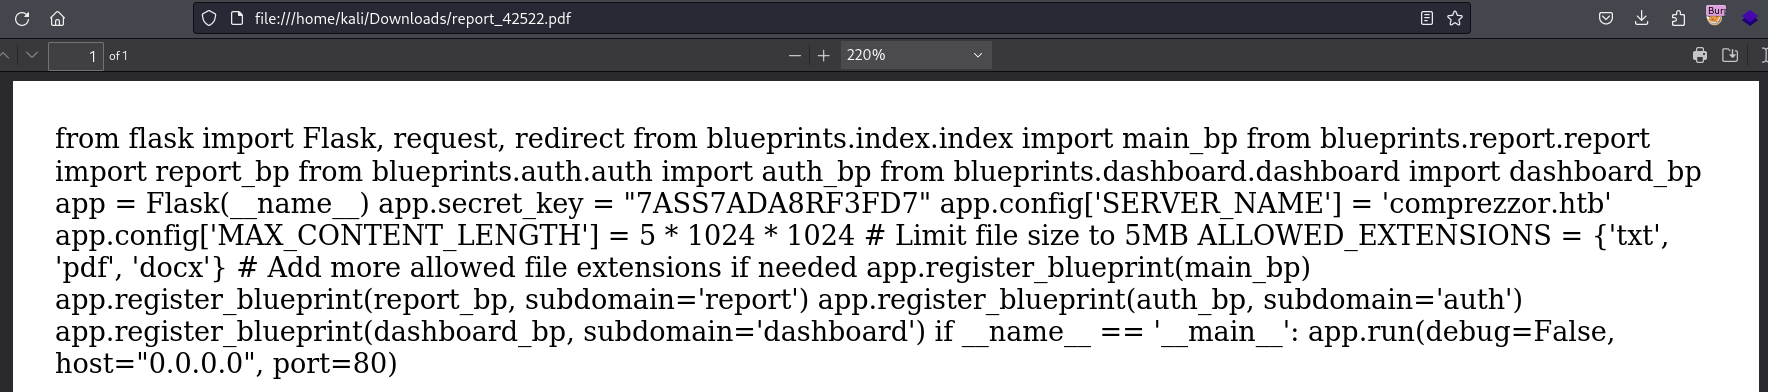 file:///home/kali/Downloads/report_42522.pdf
Bur
1 of 1
220%
from flask import Flask, request, redirect from blueprints.index.index import main_bp from blueprints.report.report
import report_bp from blueprints.auth.auth import auth_bp from blueprints.dashboard.dashboard import dashboard_bp
app = Flask(__name__) app.secret_key = "7ASS7ADA8RF3FD7" app.config['SERVER_NAME'] = 'comprezzor.htb'
app.config['MAX_CONTENT_LENGTH'] = 5 * 1024 * 1024 # Limit file size to 5MB ALLOWED_EXTENSIONS = {'txt',
'pdf', 'docx'} # Add more allowed file extensions if needed app.register_blueprint(main_bp)
app.register_blueprint(report_bp, subdomain='report') app.register_blueprint(auth_bp, subdomain='auth')
app.register_blueprint(dashboard_bp, subdomain='dashboard') if __name__ == '__main__': app.run(debug=False,
host="0.0.0.0", port=80)